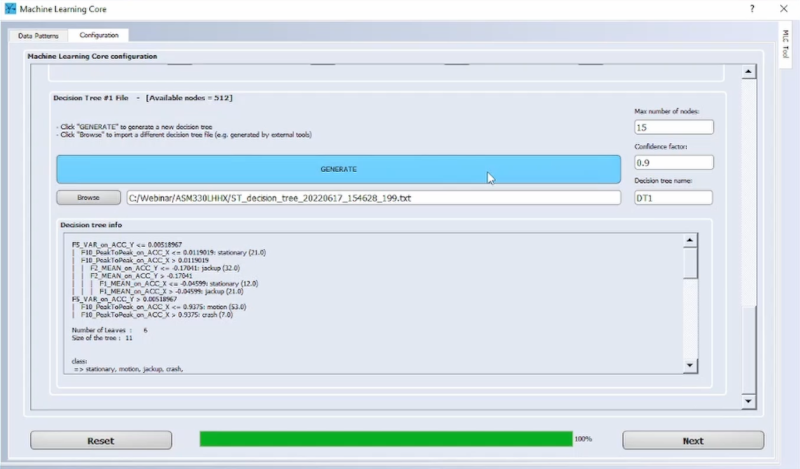 Machine Learning Core
?
Data Patterns
Configuration
MLC Tool
Machine Learning Core configuration
Decision Tree #1 File - [Available nodes = 512]
- Click "GENERATE" to generate a new decision tree
- Click "Browse" to import a different decision tree file (e.g. generated by external tools)
Max number of nodes:
15
Confidence factor:
0.9
Decision tree name:
DT1
GENERATE
Browse
C:/Webinar/ASM330LHHX/ST_decision_tree_20220617_154628_199.txt
Decision tree info
F5_VAR_on_ACC_Y <= 0.00518967
| F10_PeakToPeak_on_ACC_X <= 0.0119019: stationary (21.0)
| F10_PeakToPeak_on_ACC_X > 0.0119019
| | F2_MEAN_on_ACC_Y <= -0.17041: jackup (32.0)
| | F2_MEAN_on_ACC_Y > -0.17041
| | | F1_MEAN_on_ACC_X <= -0.04599: stationary (12.0)
| | | F1_MEAN_on_ACC_X > -0.04599: jackup (21.0)
F5_VAR_on_ACC_Y > 0.00518967
| F10_PeakToPeak_on_ACC_X <= 0.9375: motion (53.0)
| F10_PeakToPeak_on_ACC_X > 0.9375: crash (7.0)
Number of Leaves : 6
Size of the tree : 11
class:
=> stationary, motion, jackup, crash,
Reset
100%
Next